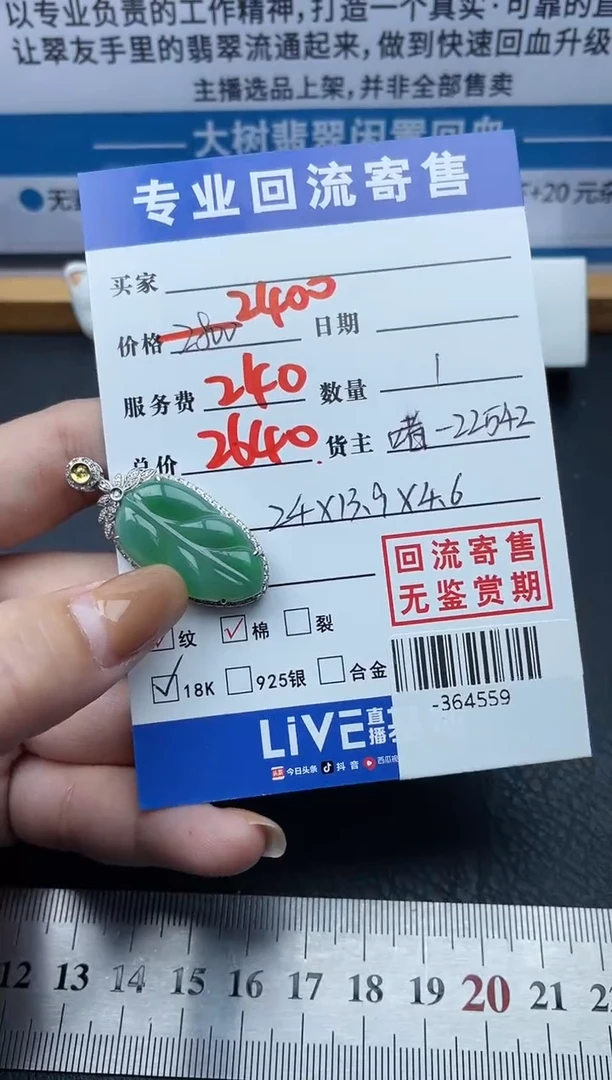 以专业负责的工作精神,打造一个真实·可靠的直
让翠友手里的翡翠流通起来,做到快速回血升级
主播选品上架,并非全部售卖
大树翡翠闲置回血
+20元
专业回流寄售
买家
价格 2800 2400 日期
服务费 240 数量 1
总价 2640 货主 -22542
24×13.9×4.6
回流寄售
无鉴赏期
纹 棉 裂
18K 925银 合金
-364559
LiVE 直播
头条 今日头条 抖音 西瓜视
12 13 14 15 16 17 18 19 20 21 2